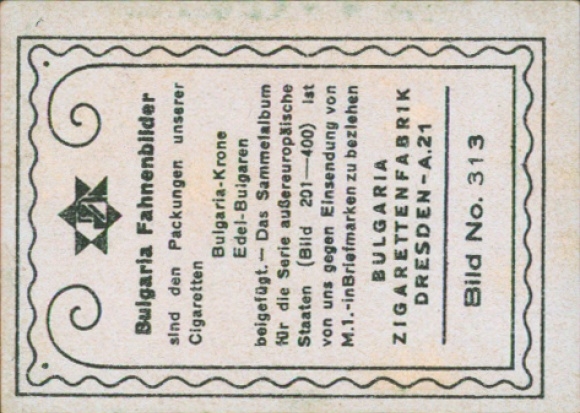 Bulgaria Fahnenbilder
sind den Packungen unserer
Cigaretten
Bulgaria-Krone
Edel-Bulgaren
beigefügt. — Das Sammelalbum
für die Serie außereuropäische
Staaten (Bild 201—400) ist
von uns gegen Einsendung von
M.1.-inBriefmarken zu beziehen
BULGARIA
ZIGARETTENFABRIK
DRESDEN-A.21
Bild No. 313